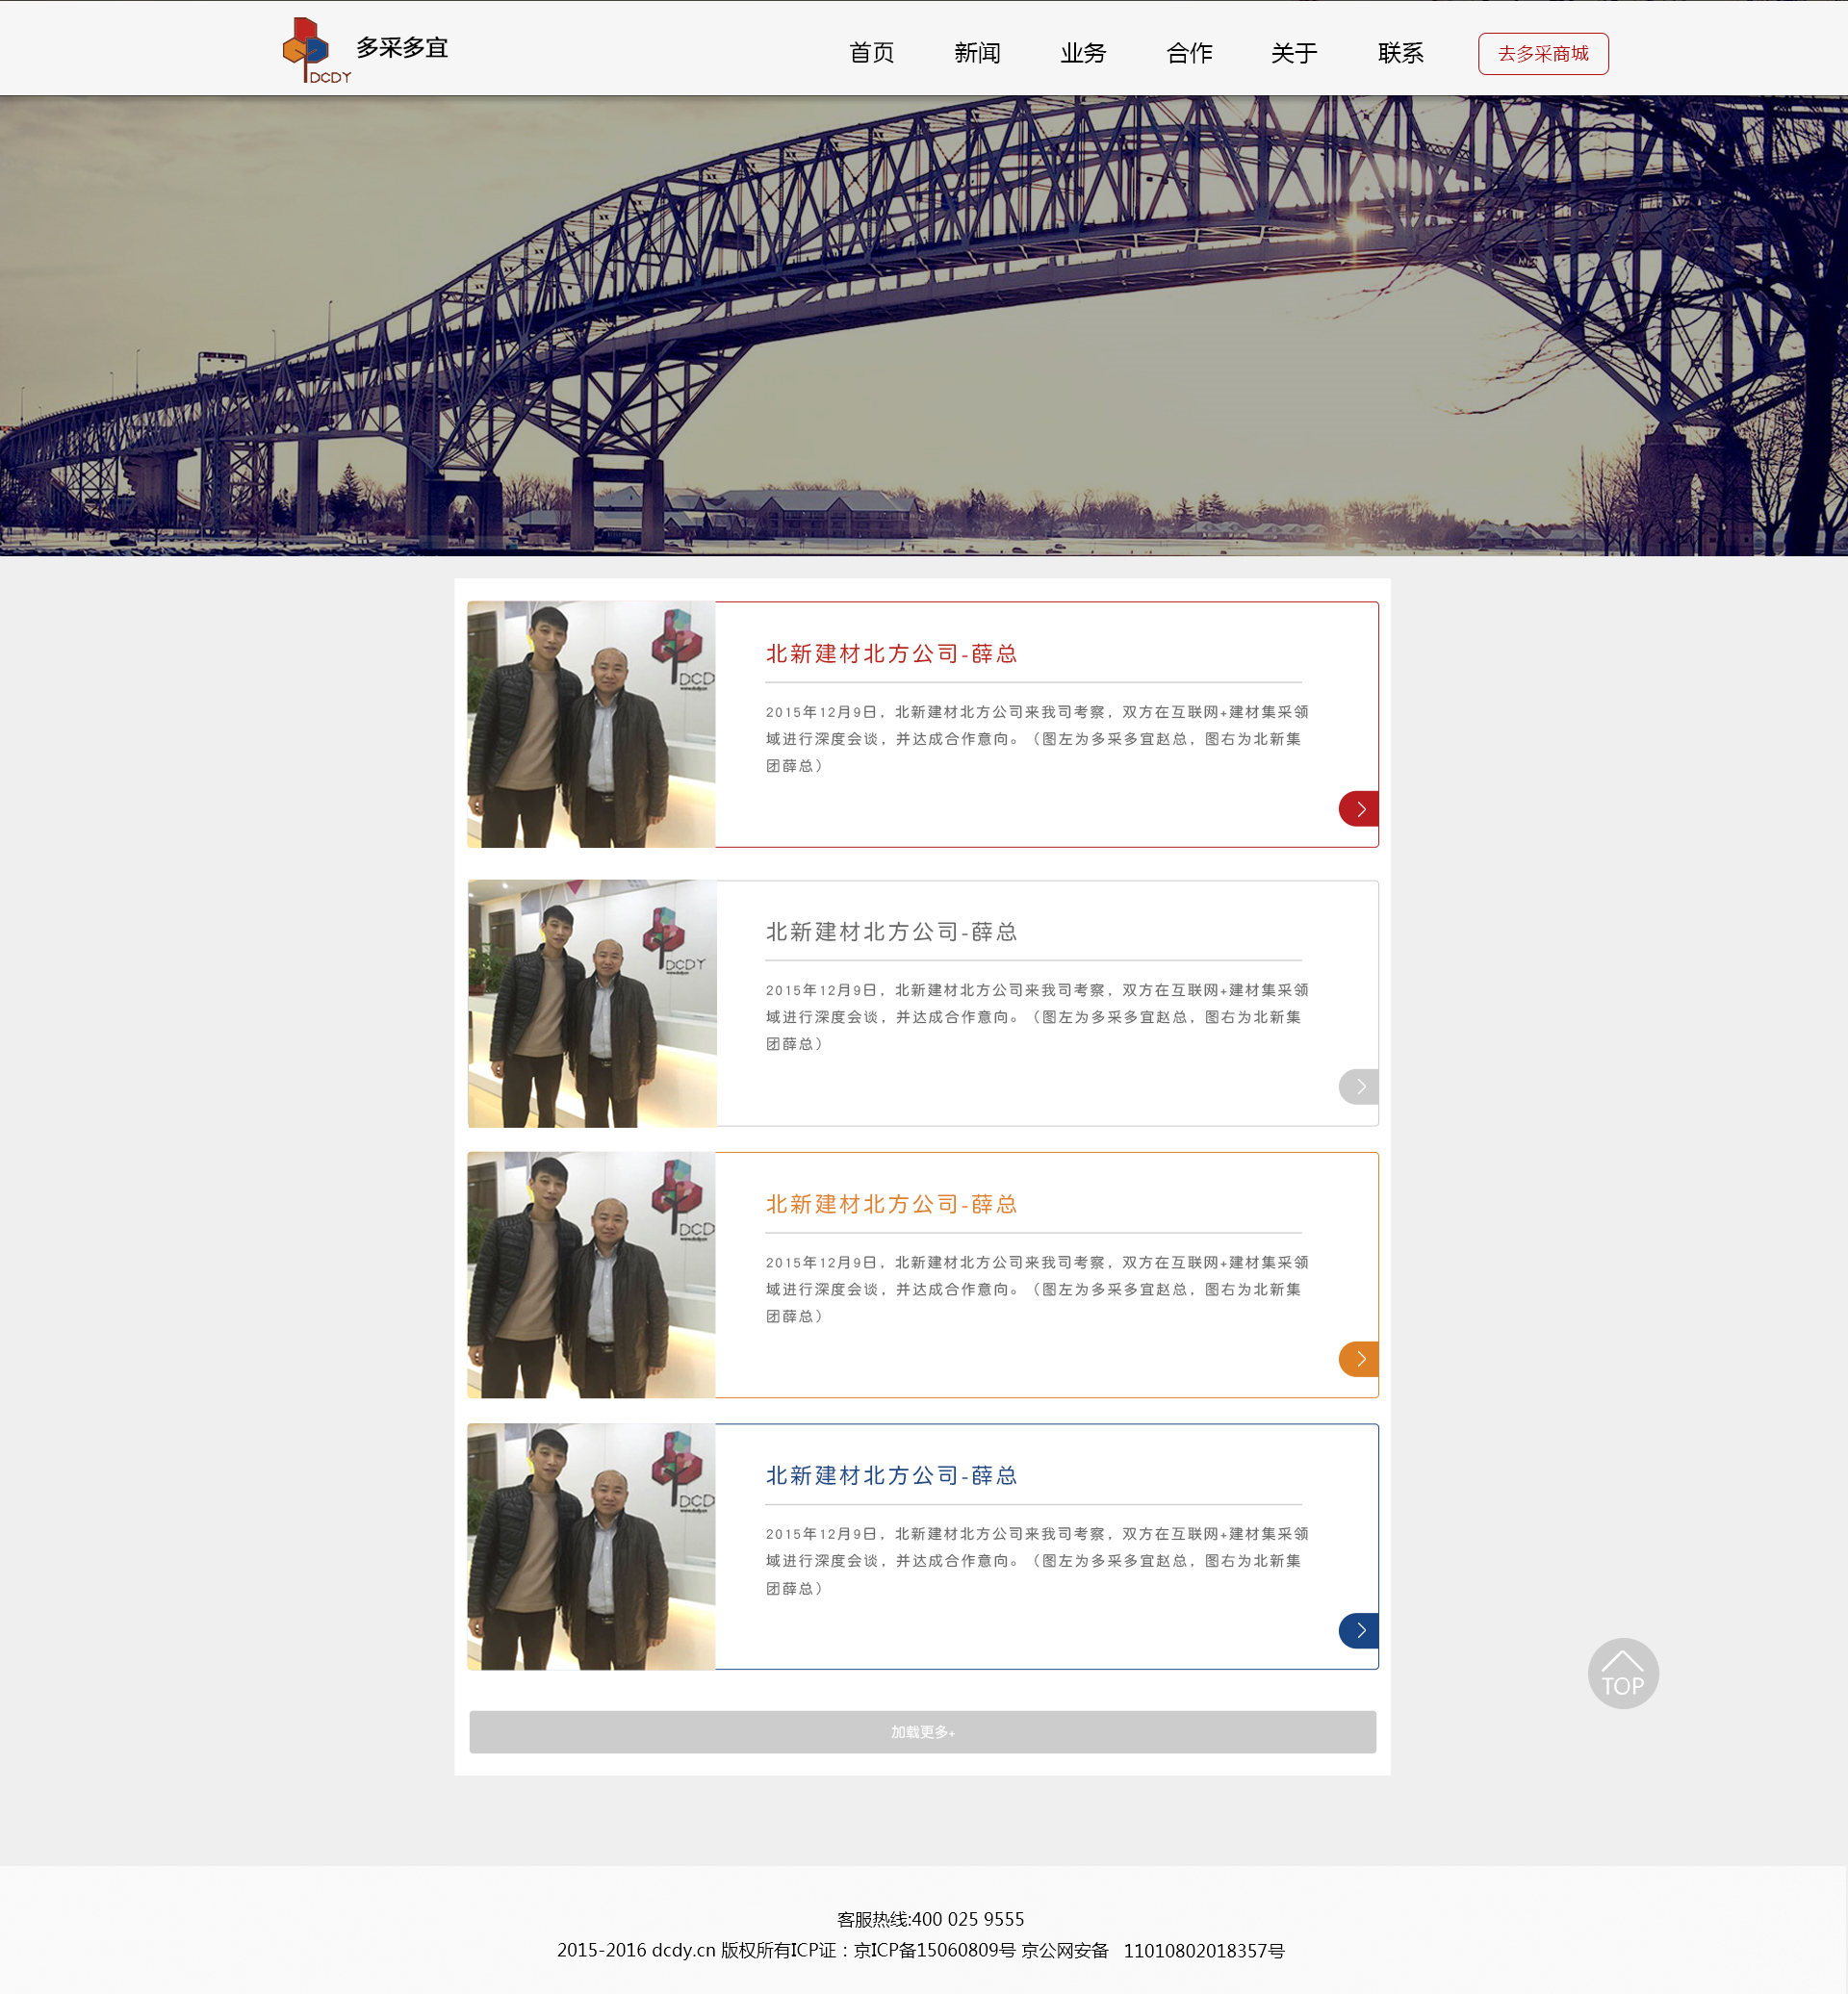 DCDY
多采多宜
首页 新闻 业务 合作 关于 联系 去多采商城
DCD
北新建材北方公司-薛总
2015年12月9日，北新建材北方公司来我司考察，双方在互联网+建材集采领
域进行深度会谈，并达成合作意向。（图左为多采多宜赵总，图右为北新集
团薛总）
DCDY
北新建材北方公司-薛总
2015年12月9日，北新建材北方公司来我司考察，双方在互联网+建材集采领
域进行深度会谈，并达成合作意向。（图左为多采多宜赵总，图右为北新集
团薛总）
DCD
北新建材北方公司-薛总
2015年12月9日，北新建材北方公司来我司考察，双方在互联网+建材集采领
域进行深度会谈，并达成合作意向。（图左为多采多宜赵总，图右为北新集
团薛总）
DCD
北新建材北方公司-薛总
2015年12月9日，北新建材北方公司来我司考察，双方在互联网+建材集采领
域进行深度会谈，并达成合作意向。（图左为多采多宜赵总，图右为北新集
团薛总）
TOP
加载更多+
客服热线:400 025 9555
2015-2016 dcdy.cn 版权所有ICP证：京ICP备15060809号 京公网安备 11010802018357号